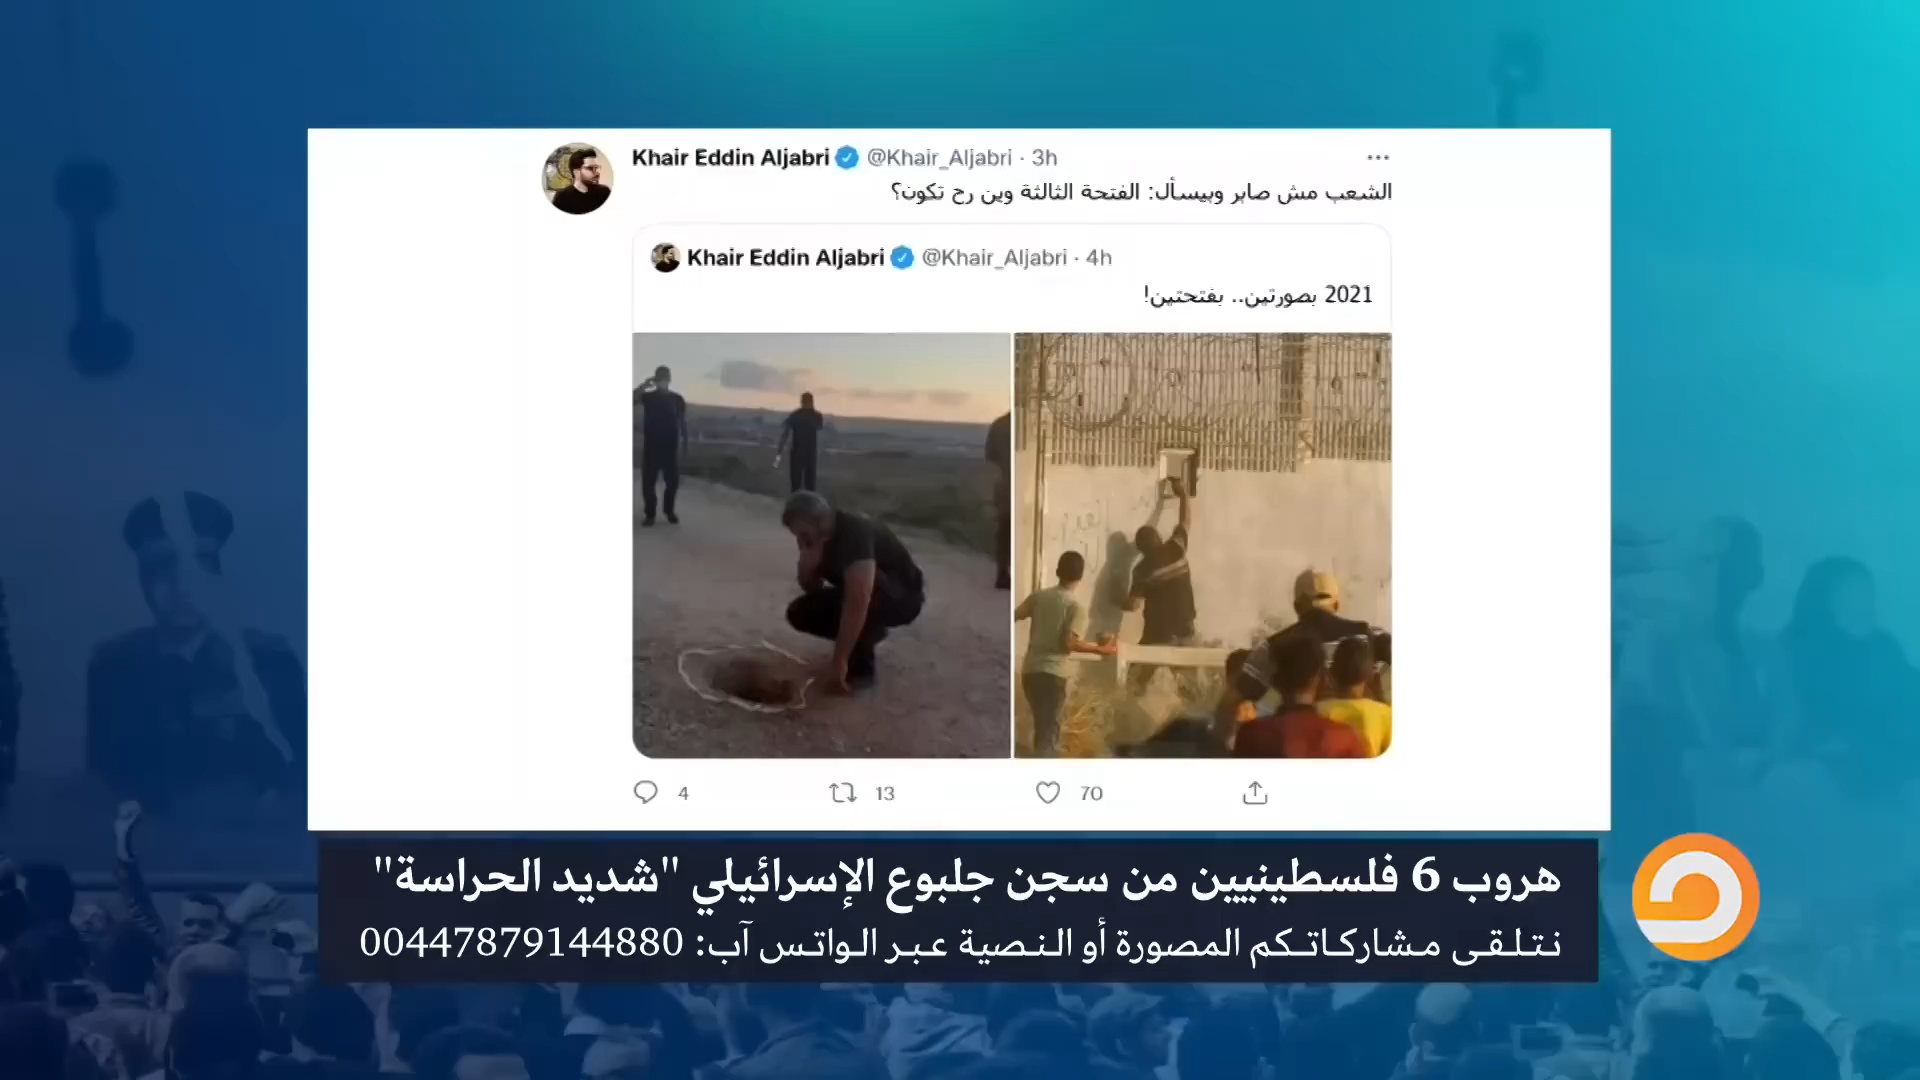 Khair Eddin Aljabri @Khair_Aljabri · 3h
الشعب مش صابر وبيسأل: الفتحة الثالثة وين رح تكون؟
Khair Eddin Aljabri @Khair_Aljabri · 4h
2021 بصورتين.. بفتحتين!
4 13 70
هروب 6 فلسطينيين من سجن جلبوع الإسرائيلي "شديد الحراسة"
نتلقى مشاركاتكم المصورة أو النصية عبر الواتس آب: 00447879144880